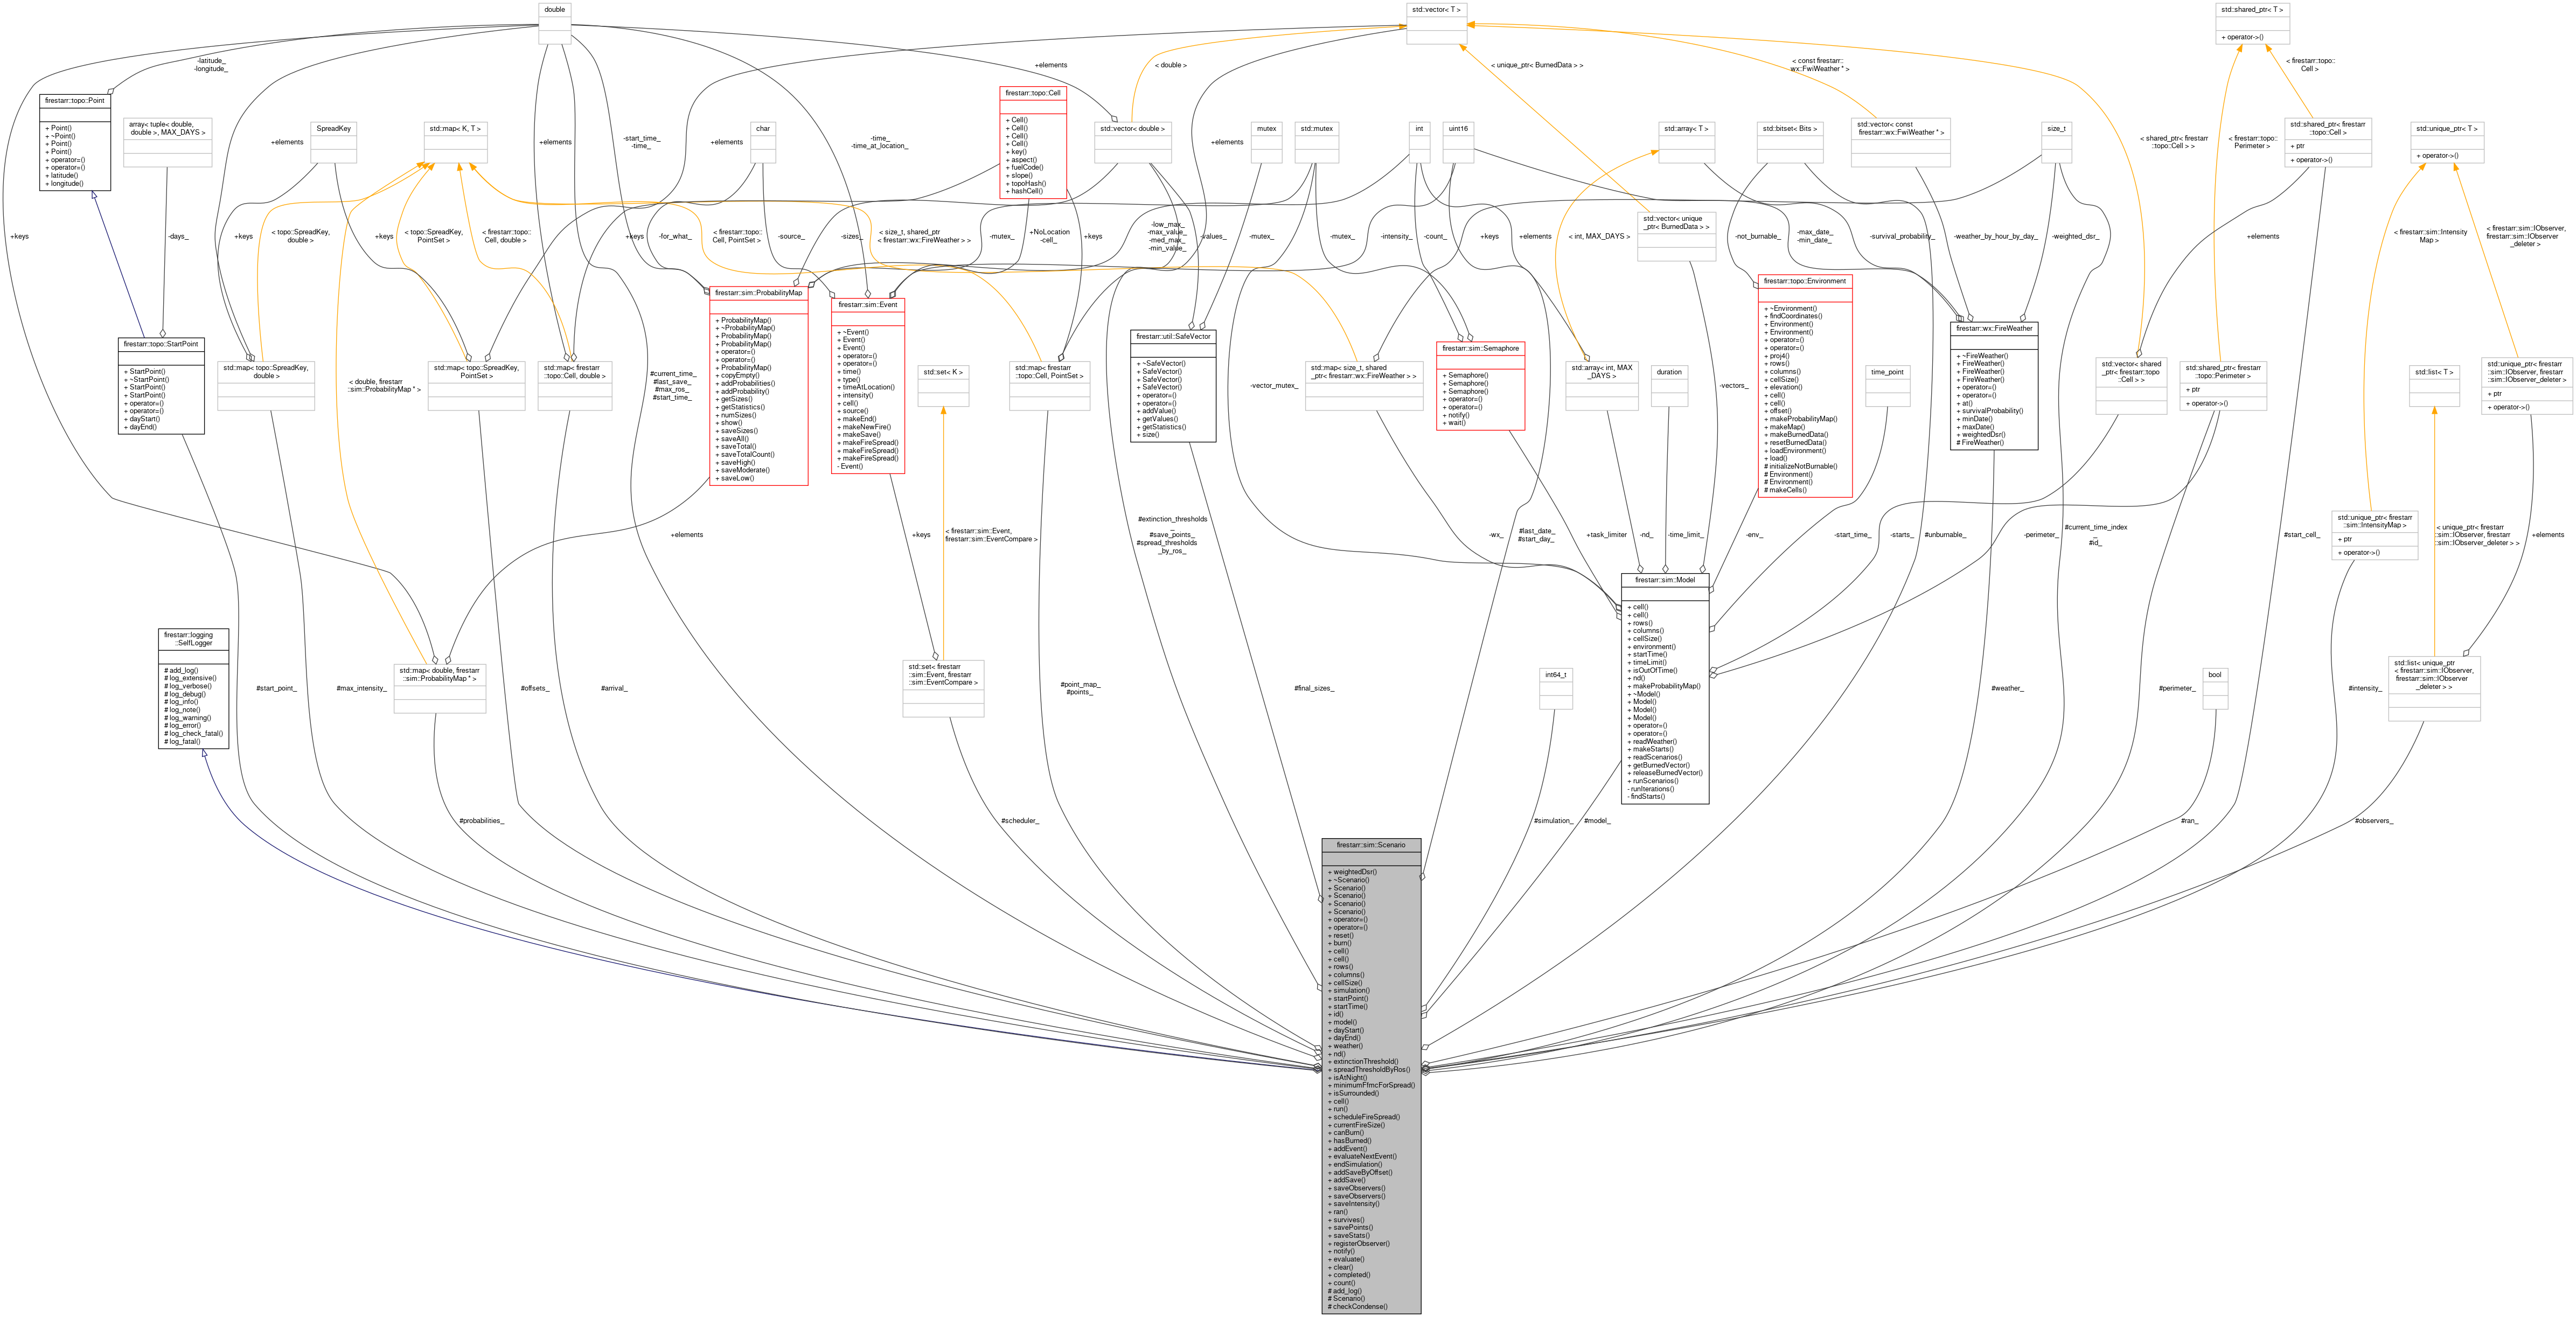 double
std::vector< T >
std::shared_ptr< T >
+ operator->()
-latitude_
-longitude_
+elements
< double >
< unique_ptr< BurnedData > >
< const firestarr::
wx::FwiWeather * >
< firestarr::topo::
Cell >
firestarr::topo::Point
+ Point()
+ ~Point()
+ Point()
+ Point()
+ operator=()
+ operator=()
+ latitude()
+ longitude()
array< tuple< double,
double >, MAX_DAYS >
+elements
SpreadKey
std::map< K, T >
+elements
-start_time_
-time_
+elements
char
-time_
-time_at_location_
firestarr::topo::Cell
+ Cell()
+ Cell()
+ Cell()
+ Cell()
+ key()
+ aspect()
+ fuelCode()
+ slope()
+ topoHash()
+ hashCell()
std::vector< double >
+elements
mutex
std::mutex
int
uint16
std::array< T >
std::bitset< Bits >
std::vector< const
firestarr::wx::FwiWeather * >
size_t
< shared_ptr< firestarr
::topo::Cell > >
< firestarr::topo::
Perimeter >
std::shared_ptr< firestarr
::topo::Cell >
+ ptr
+ operator->()
std::unique_ptr< T >
+ operator->()
+keys
-days_
+keys
< topo::SpreadKey,
double >
+keys
< topo::SpreadKey,
PointSet >
< firestarr::topo::
Cell, double >
+keys
-for_what_
< firestarr::topo::
Cell, PointSet >
-source_
-sizes_
< size_t, shared_ptr
< firestarr::wx::FireWeather > >
-mutex_
+NoLocation
-cell_
+keys
-low_max_
-max_value_
-med_max_
-min_value_
-values_
-mutex_
-mutex_
-intensity_
-count_
+keys
+elements
< int, MAX_DAYS >
std::vector< unique
_ptr< BurnedData > >
-not_burnable_
-max_date_
-min_date_
-survival_probability_
-weather_by_hour_by_day_
-weighted_dsr_
+elements
< firestarr::sim::Intensity
Map >
< firestarr::sim::IObserver,
firestarr::sim::IObserver
_deleter >
firestarr::topo::StartPoint
+ StartPoint()
+ ~StartPoint()
+ StartPoint()
+ StartPoint()
+ operator=()
+ operator=()
+ dayStart()
+ dayEnd()
std::map< topo::SpreadKey,
double >
< double, firestarr
::sim::ProbabilityMap * >
std::map< topo::SpreadKey,
PointSet >
std::map< firestarr
::topo::Cell, double >
#current_time_
#last_save_
#max_ros_
#start_time_
firestarr::sim::ProbabilityMap
+ ProbabilityMap()
+ ~ProbabilityMap()
+ ProbabilityMap()
+ ProbabilityMap()
+ operator=()
+ operator=()
+ ProbabilityMap()
+ copyEmpty()
+ addProbabilities()
+ addProbability()
+ getSizes()
+ getStatistics()
+ numSizes()
+ show()
+ saveSizes()
+ saveAll()
+ saveTotal()
+ saveTotalCount()
+ saveHigh()
+ saveModerate()
+ saveLow()
firestarr::sim::Event
+ ~Event()
+ Event()
+ Event()
+ operator=()
+ operator=()
+ time()
+ type()
+ timeAtLocation()
+ intensity()
+ cell()
+ source()
+ makeEnd()
+ makeNewFire()
+ makeSave()
+ makeFireSpread()
+ makeFireSpread()
+ makeFireSpread()
- Event()
std::set< K >
std::map< firestarr
::topo::Cell, PointSet >
firestarr::util::SafeVector
+ ~SafeVector()
+ SafeVector()
+ SafeVector()
+ SafeVector()
+ operator=()
+ operator=()
+ addValue()
+ getValues()
+ getStatistics()
+ size()
-vector_mutex_
std::map< size_t, shared
_ptr< firestarr::wx::FireWeather > >
firestarr::sim::Semaphore
+ Semaphore()
+ Semaphore()
+ Semaphore()
+ operator=()
+ operator=()
+ notify()
+ wait()
std::array< int, MAX
_DAYS >
duration
-vectors_
firestarr::topo::Environment
+ ~Environment()
+ findCoordinates()
+ Environment()
+ Environment()
+ operator=()
+ operator=()
+ proj4()
+ rows()
+ columns()
+ cellSize()
+ elevation()
+ cell()
+ cell()
+ offset()
+ makeProbabilityMap()
+ makeMap()
+ makeBurnedData()
+ resetBurnedData()
+ loadEnvironment()
+ load()
# initializeNotBurnable()
# Environment()
# Environment()
# makeCells()
time_point
firestarr::wx::FireWeather
+ ~FireWeather()
+ FireWeather()
+ FireWeather()
+ FireWeather()
+ operator=()
+ operator=()
+ at()
+ survivalProbability()
+ minDate()
+ maxDate()
+ weightedDsr()
# FireWeather()
std::vector< shared
_ptr< firestarr::topo
::Cell > >
std::shared_ptr< firestarr
::topo::Perimeter >
+ ptr
+ operator->()
std::list< T >
std::unique_ptr< firestarr
::sim::IObserver, firestarr
::sim::IObserver_deleter >
+ ptr
+ operator->()
+elements
+keys
< firestarr::sim::Event,
firestarr::sim::EventCompare >
#extinction_thresholds
_
#save_points_
#spread_thresholds
_by_ros_
-wx_
#last_date_
#start_day_
+task_limiter
-nd_
-time_limit_
-env_
-start_time_
-starts_
#unburnable_
-perimeter_
#current_time_index
_
#id_
#start_cell_
std::unique_ptr< firestarr
::sim::IntensityMap >
+ ptr
+ operator->()
< unique_ptr< firestarr
::sim::IObserver, firestarr
::sim::IObserver_deleter > >
+elements
firestarr::logging
::SelfLogger
# add_log()
# log_extensive()
# log_verbose()
# log_debug()
# log_info()
# log_note()
# log_warning()
# log_error()
# log_check_fatal()
# log_fatal()
#start_point_
#max_intensity_
std::map< double, firestarr
::sim::ProbabilityMap * >
#offsets_
#arrival_
std::set< firestarr
::sim::Event, firestarr
::sim::EventCompare >
#point_map_
#points_
#final_sizes_
int64_t
firestarr::sim::Model
+ cell()
+ cell()
+ rows()
+ columns()
+ cellSize()
+ environment()
+ startTime()
+ timeLimit()
+ isOutOfTime()
+ nd()
+ makeProbabilityMap()
+ ~Model()
+ Model()
+ Model()
+ Model()
+ operator=()
+ operator=()
+ readWeather()
+ makeStarts()
+ readScenarios()
+ getBurnedVector()
+ releaseBurnedVector()
+ runScenarios()
- runIterations()
- findStarts()
#weather_
#perimeter_
bool
#intensity_
std::list< unique_ptr
< firestarr::sim::IObserver,
firestarr::sim::IObserver
_deleter > >
#probabilities_
#scheduler_
#simulation_
#model_
#ran_
#observers_
firestarr::sim::Scenario
+ weightedDsr()
+ ~Scenario()
+ Scenario()
+ Scenario()
+ Scenario()
+ Scenario()
+ operator=()
+ operator=()
+ reset()
+ burn()
+ cell()
+ cell()
+ rows()
+ columns()
+ cellSize()
+ simulation()
+ startPoint()
+ startTime()
+ id()
+ model()
+ dayStart()
+ dayEnd()
+ weather()
+ nd()
+ extinctionThreshold()
+ spreadThresholdByRos()
+ isAtNight()
+ minimumFfmcForSpread()
+ isSurrounded()
+ cell()
+ run()
+ scheduleFireSpread()
+ currentFireSize()
+ canBurn()
+ hasBurned()
+ addEvent()
+ evaluateNextEvent()
+ endSimulation()
+ addSaveByOffset()
+ addSave()
+ saveObservers()
+ saveObservers()
+ saveIntensity()
+ ran()
+ survives()
+ savePoints()
+ saveStats()
+ registerObserver()
+ notify()
+ evaluate()
+ clear()
+ completed()
+ count()
# add_log()
# Scenario()
# checkCondense()